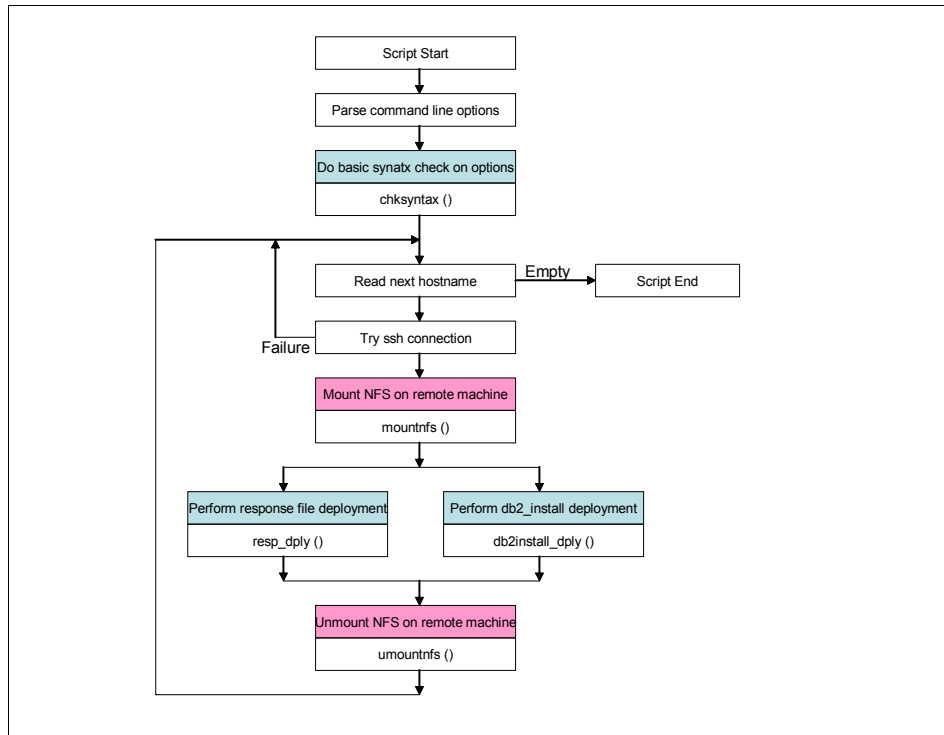 Script Start
Parse command line options
Do basic synatx check on options
chksyntax ()
Read next hostname
Empty
Script End
Try ssh connection
Failure
Mount NFS on remote machine
mountnfs ()
Perform response file deployment
resp_dply ()
Perform db2_install deployment
db2install_dply ()
Unmount NFS on remote machine
umountnfs ()